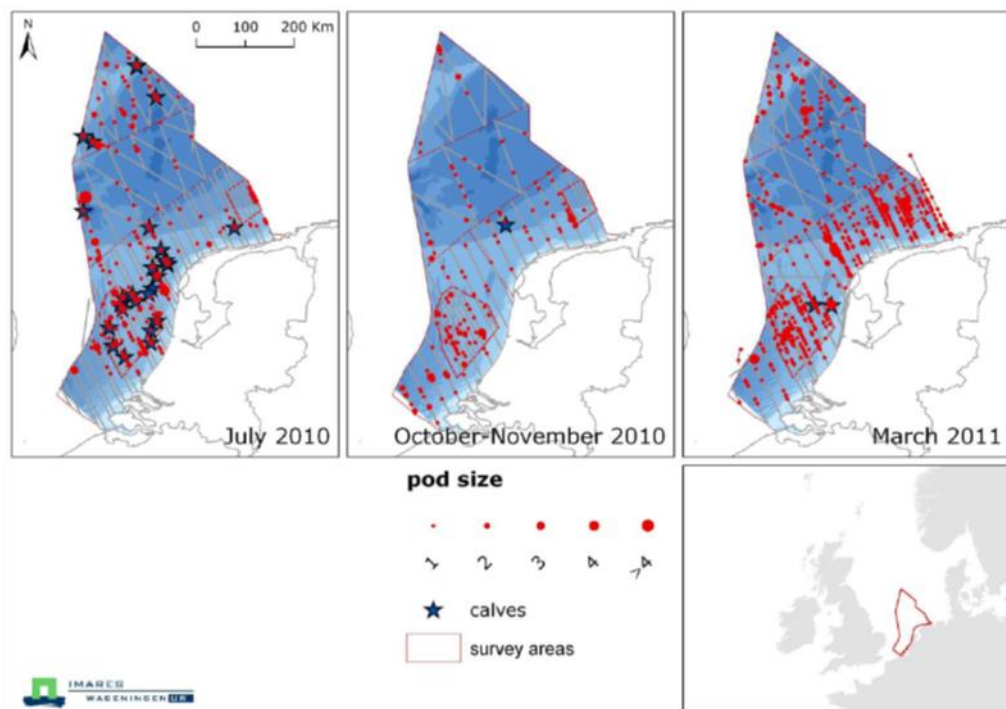 N
0 100 200 Km
July 2010
October-November 2010
March 2011
pod size
1 2 3 4 >4
calves
survey areas
IMARES
WAGENINGEN UR